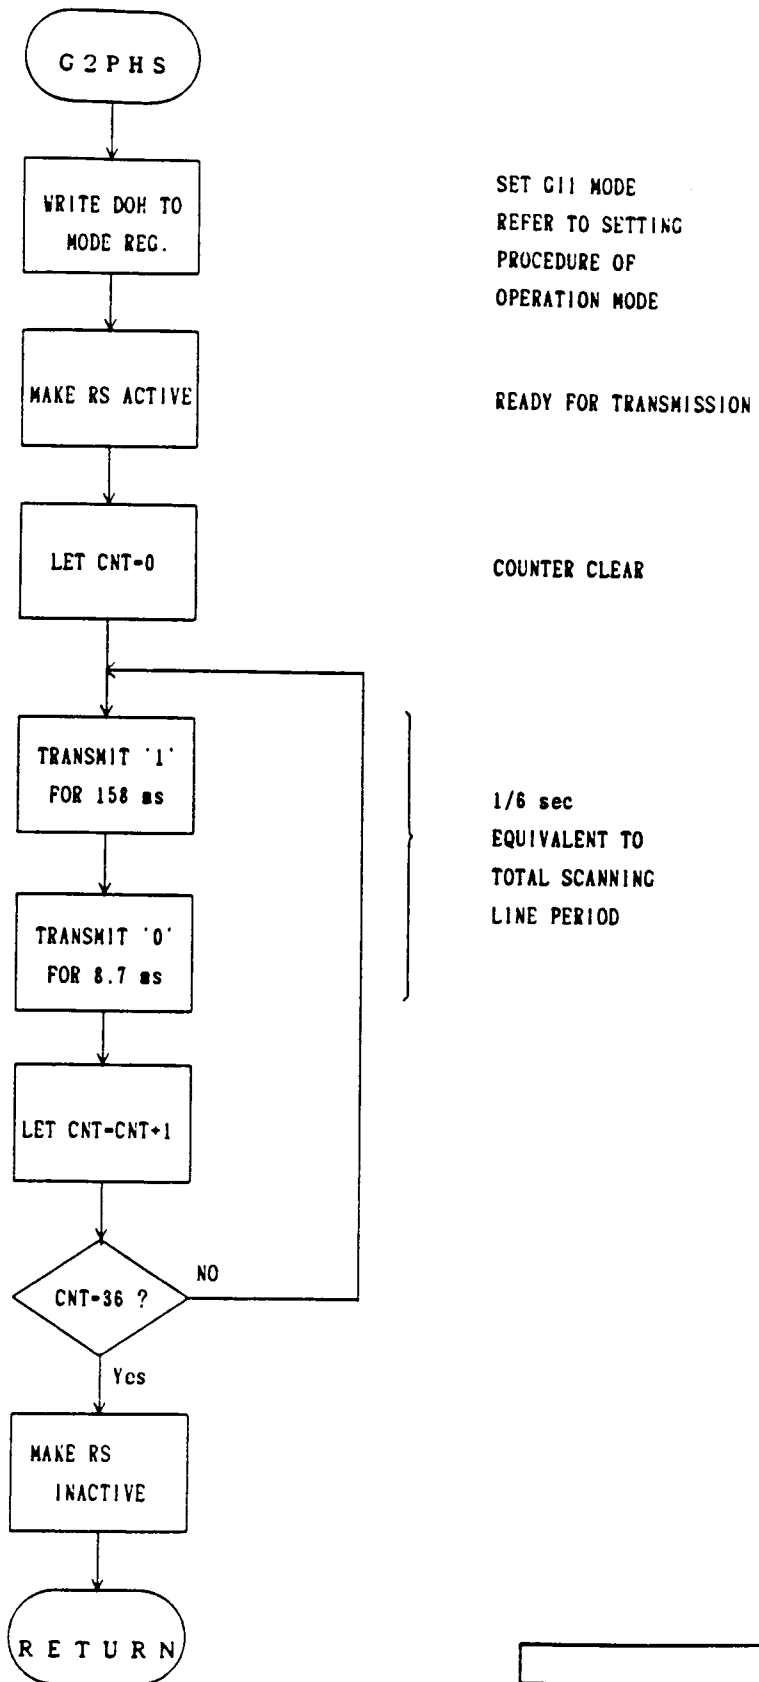 G2PHS
WRITE D0H TO
MODE REG.
SET GII MODE
REFER TO SETTING
PROCEDURE OF
OPERATION MODE
MAKE RS ACTIVE
READY FOR TRANSMISSION
LET CNT=0
COUNTER CLEAR
TRANSMIT '1'
FOR 158 ms
1/6 sec
EQUIVALENT TO
TOTAL SCANNING
LINE PERIOD
TRANSMIT '0'
FOR 8.7 ms
LET CNT=CNT+1
CNT=36 ?
NO
Yes
MAKE RS
INACTIVE
RETURN